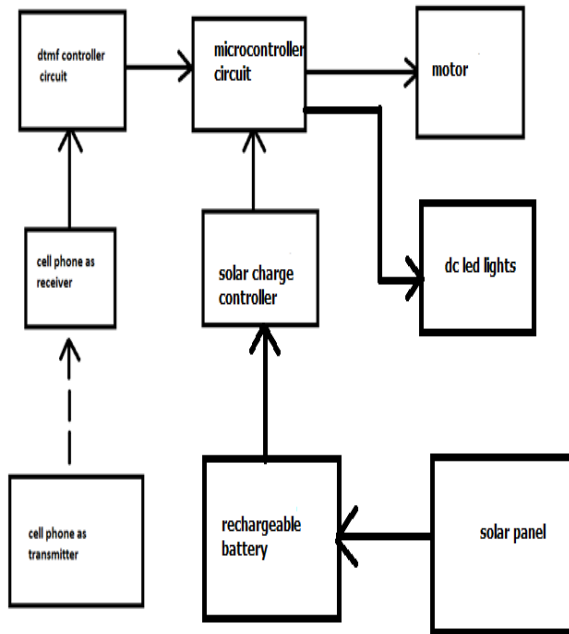 dtmf controller
circuit
microcontroller
circuit
motor
cell phone as
receiver
solar charge
controller
dc led lights
cell phone as
transmitter
rechargeable
battery
solar panel